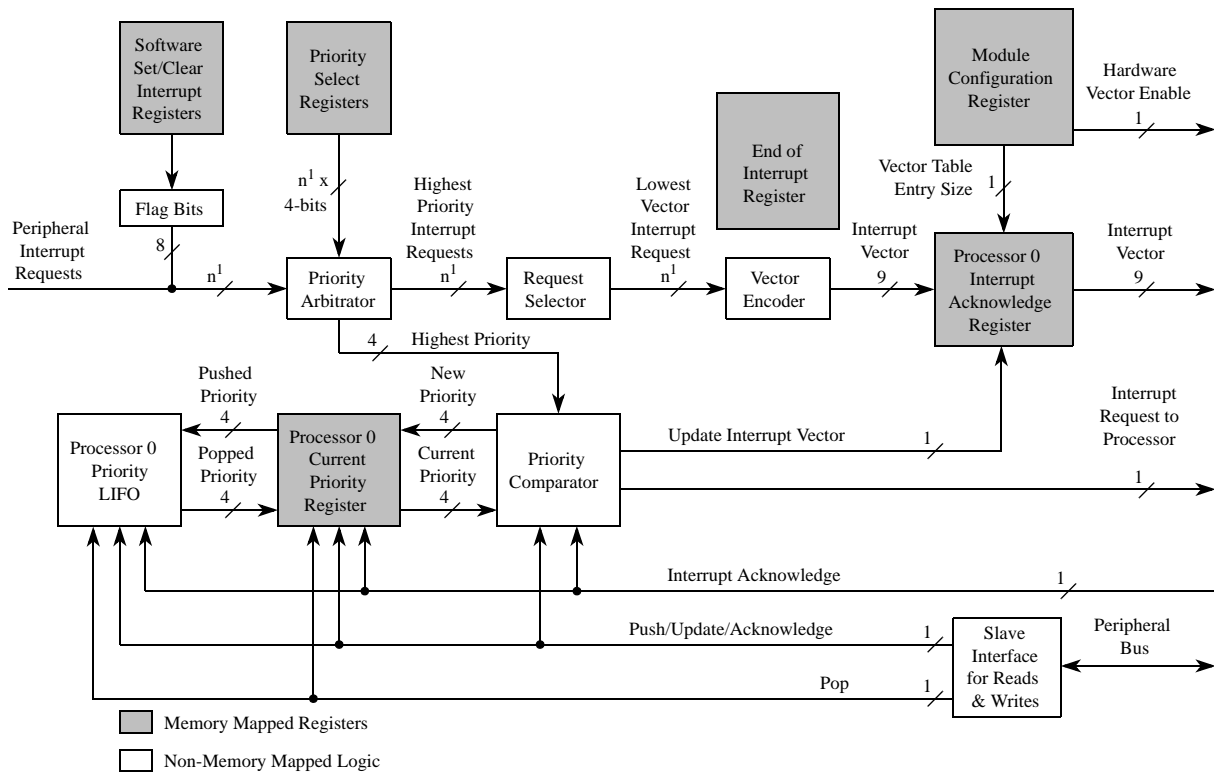 Software
Set/Clear
Interrupt
Registers
Priority
Select
Registers
Module
Configuration
Register
Hardware
Vector Enable
1
End of
Interrupt
Register
Vector Table
Entry Size
1
Flag Bits
8
n1 x
4-bits
Highest
Priority
Interrupt
Requests
n1
Lowest
Vector
Interrupt
Request
n1
Interrupt
Vector
9
Interrupt
Vector
9
Peripheral
Interrupt
Requests
n1
Priority
Arbitrator
Request
Selector
Vector
Encoder
Processor 0
Interrupt
Acknowledge
Register
4
Highest Priority
Pushed
Priority
4
New
Priority
4
Interrupt
Request to
Processor
1
Processor 0
Priority
LIFO
Popped
Priority
4
Processor 0
Current
Priority
Register
Current
Priority
4
Priority
Comparator
Update Interrupt Vector
1
Interrupt Acknowledge
1
Push/Update/Acknowledge
1
Slave
Interface
for Reads
& Writes
Peripheral
Bus
Pop
1
Memory Mapped Registers
Non-Memory Mapped Logic